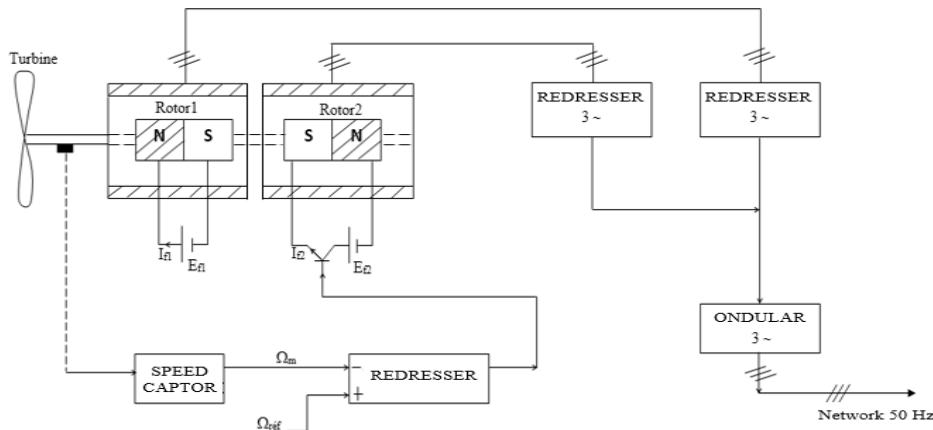 Turbine
Rotor1
Rotor2
N S
S N
REDRESSER
3 ~
REDRESSER
3 ~
If1
Ef1
If2
Ef2
ONDULAR
3 ~
SPEED
CAPTOR
Ωm
−
+
REDRESSER
Ωréf
Network 50 Hz